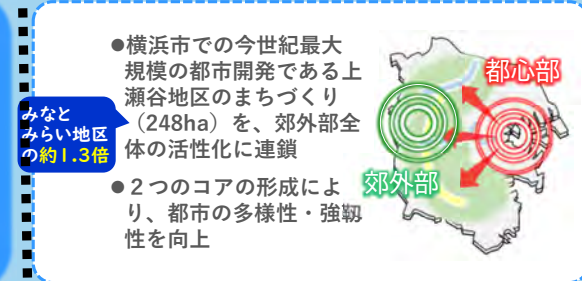 ●横浜市での今世紀最大
規模の都市開発である上
瀬谷地区のまちづくり
（248ha）を、郊外部全
体の活性化に連鎖
●２つのコアの形成によ
り、都市の多様性・強靱
性を向上
みなと
みらい地区
の約1.3倍
都心部
郊外部